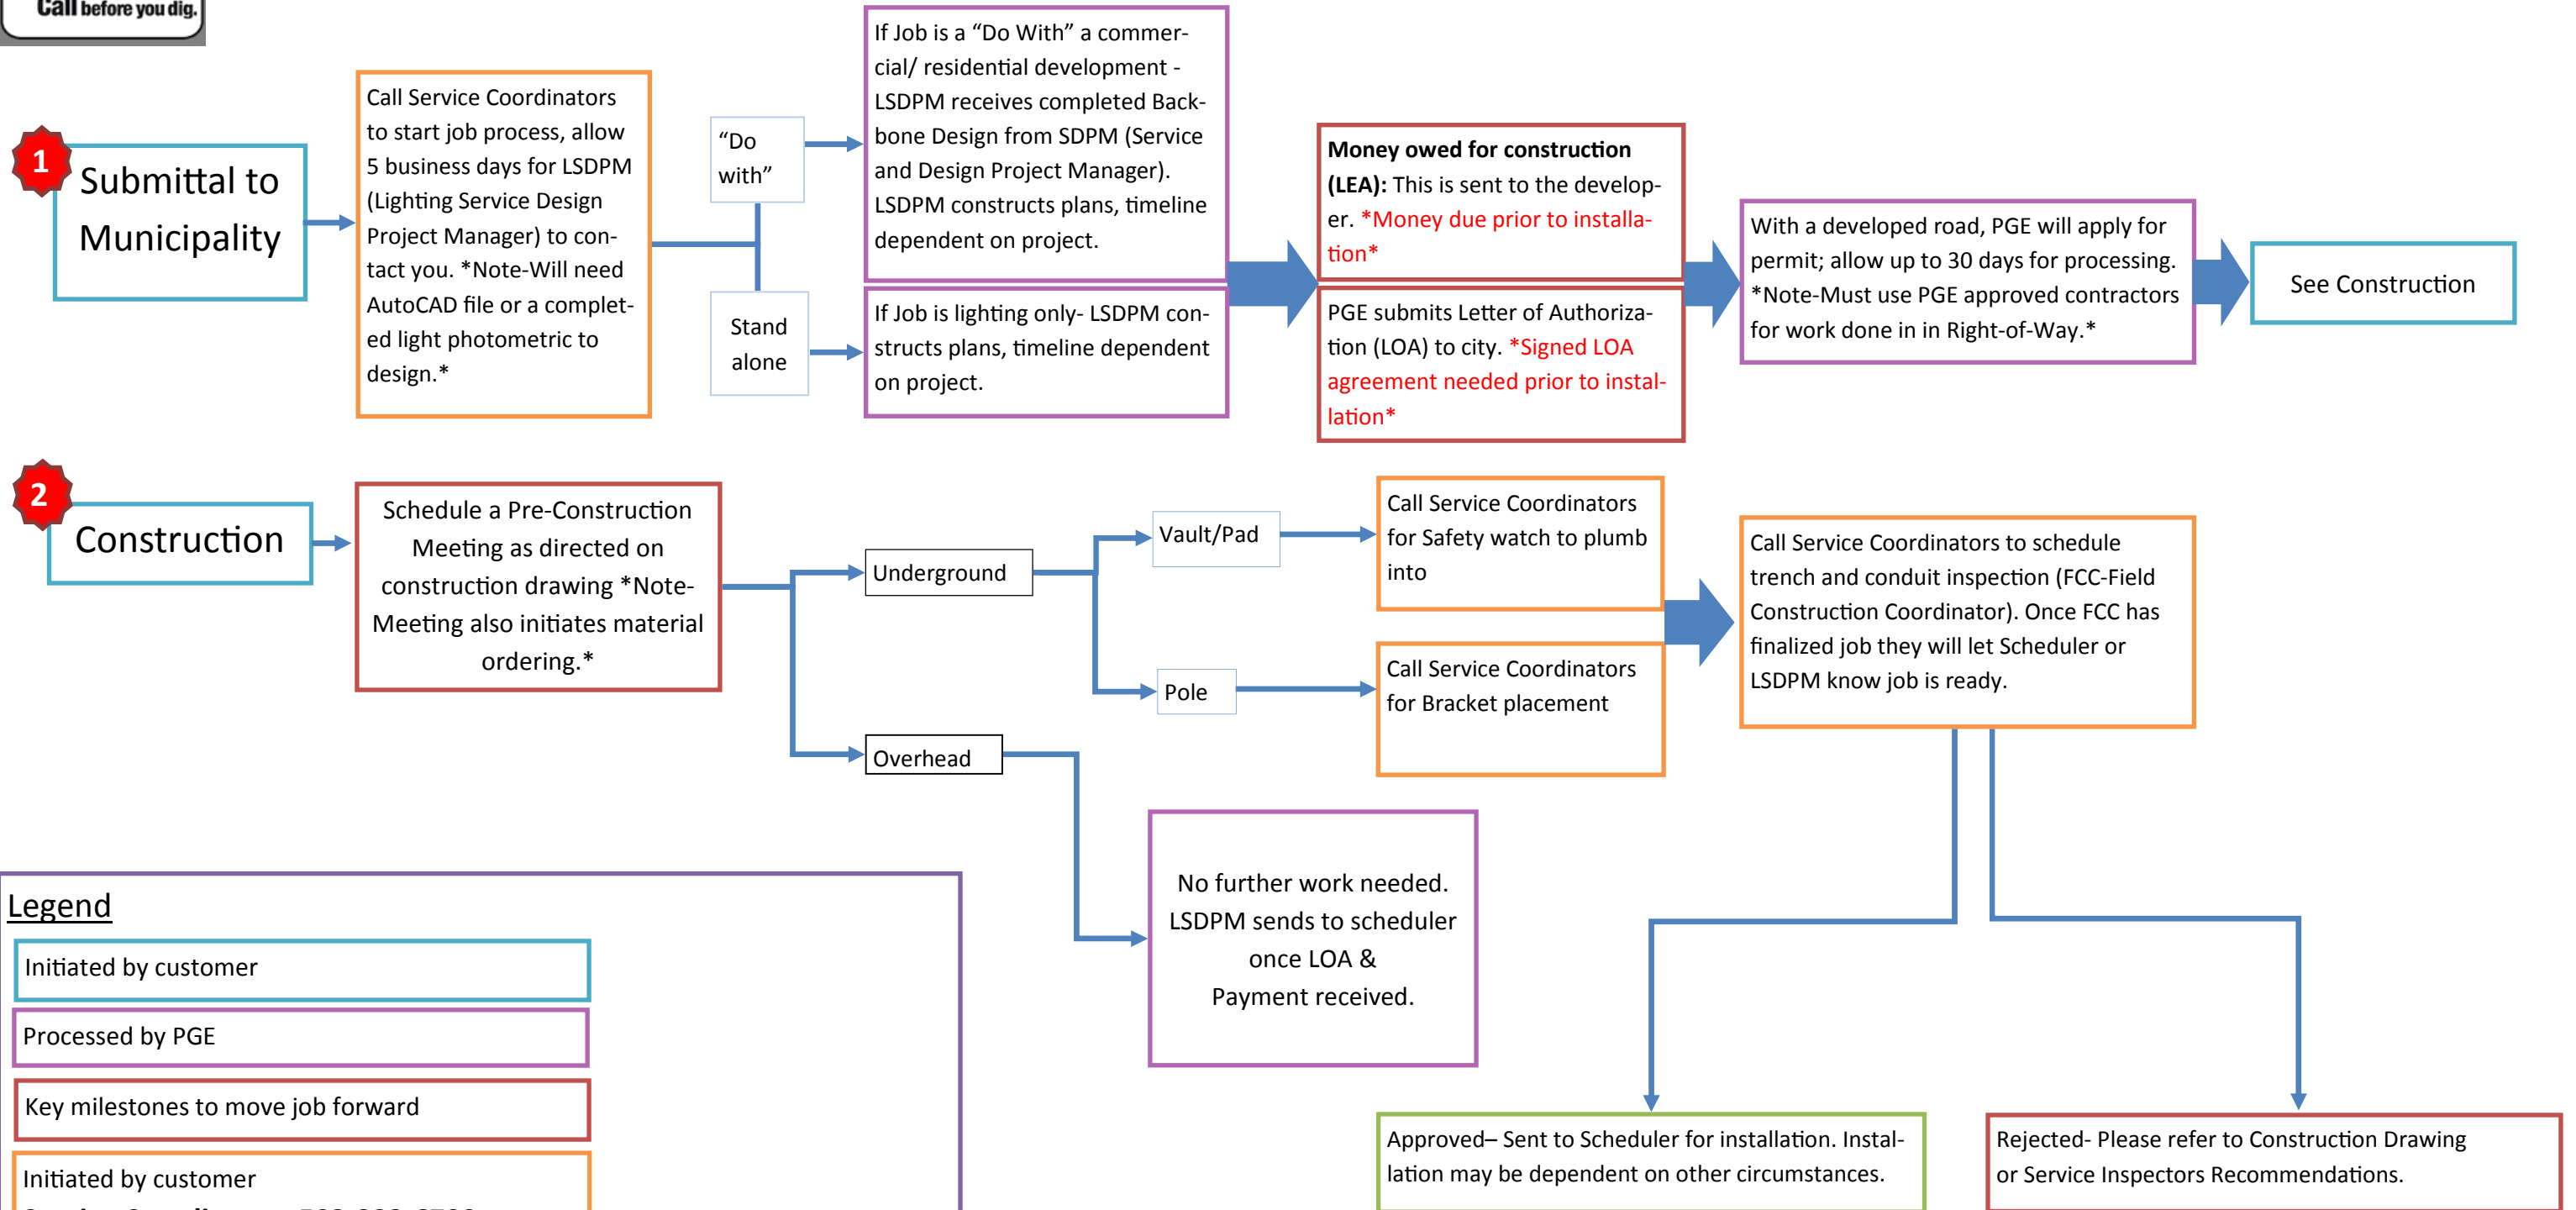 Call before you dig.
1
Submittal to
Municipality
Call Service Coordinators
to start job process, allow
5 business days for LSDPM
(Lighting Service Design
Project Manager) to con-
tact you. *Note-Will need
AutoCAD file or a complet-
ed light photometric to
design.*
“Do
with”
Stand
alone
If Job is a “Do With” a commer-
cial/ residential development -
LSDPM receives completed Back-
bone Design from SDPM (Service
and Design Project Manager).
LSDPM constructs plans, timeline
dependent on project.
If Job is lighting only- LSDPM con-
structs plans, timeline dependent
on project.
Money owed for construction
(LEA): This is sent to the develop-
er. *Money due prior to installa-
tion*
PGE submits Letter of Authoriza-
tion (LOA) to city. *Signed LOA
agreement needed prior to instal-
lation*
With a developed road, PGE will apply for
permit; allow up to 30 days for processing.
*Note-Must use PGE approved contractors
for work done in in Right-of-Way.*
See Construction
2
Construction
Schedule a Pre-Construction
Meeting as directed on
construction drawing *Note-
Meeting also initiates material
ordering.*
Underground
Overhead
Vault/Pad
Pole
Call Service Coordinators
for Safety watch to plumb
into
Call Service Coordinators
for Bracket placement
Call Service Coordinators to schedule
trench and conduit inspection (FCC-Field
Construction Coordinator). Once FCC has
finalized job they will let Scheduler or
LSDPM know job is ready.
No further work needed.
LSDPM sends to scheduler
once LOA &
Payment received.
Approved– Sent to Scheduler for installation. Instal-
lation may be dependent on other circumstances.
Rejected- Please refer to Construction Drawing
or Service Inspectors Recommendations.
Legend
Initiated by customer
Processed by PGE
Key milestones to move job forward
Initiated by customer